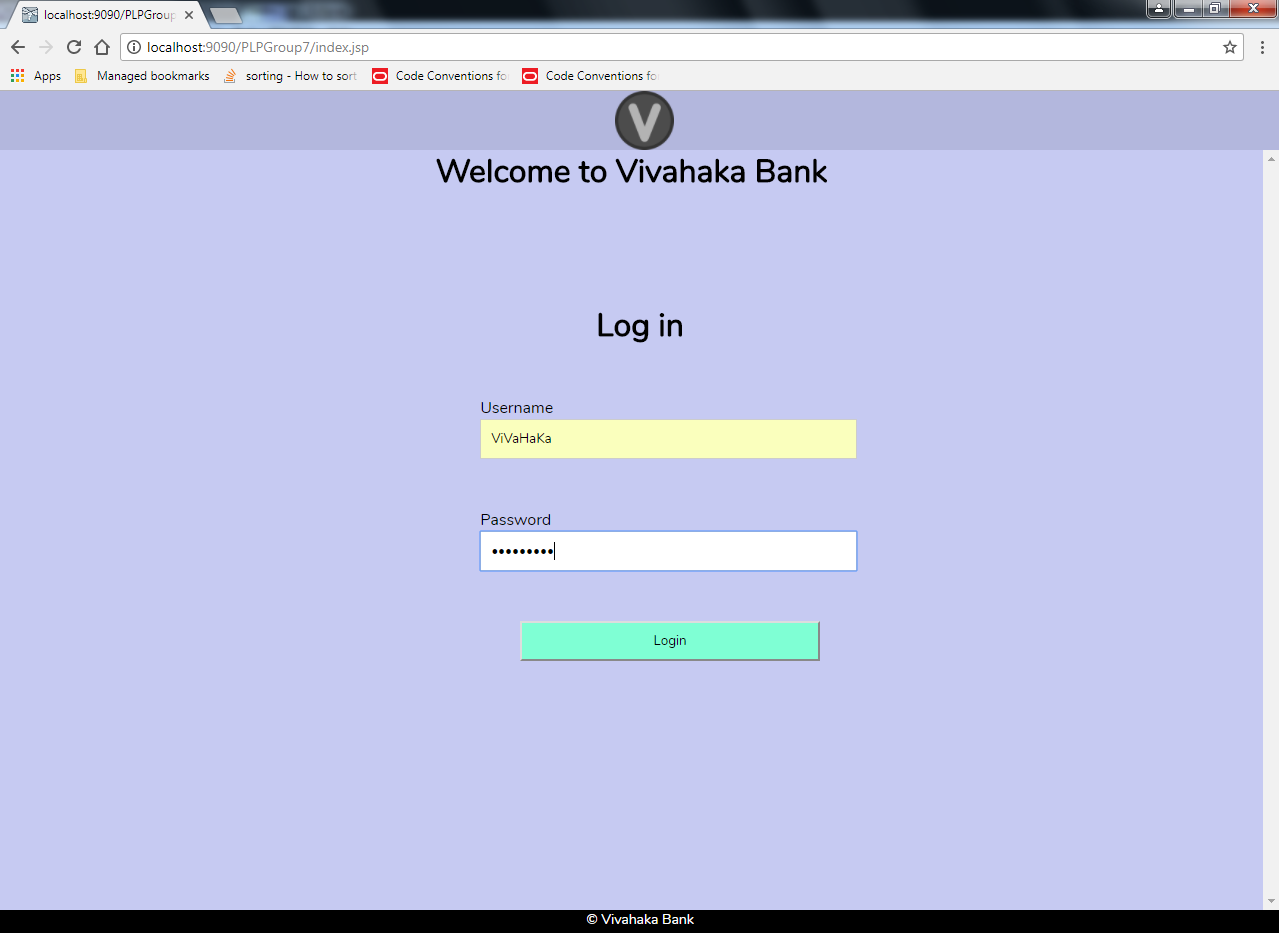 localhost:9090/PLPGroup
localhost:9090/PLPGroup7/index.jsp
Apps Managed bookmarks sorting - How to sort Code Conventions fo Code Conventions fo
V
Welcome to Vivahaka Bank
Log in
Username
ViVaHaKa
Password
•••••••••
Login
© Vivahaka Bank